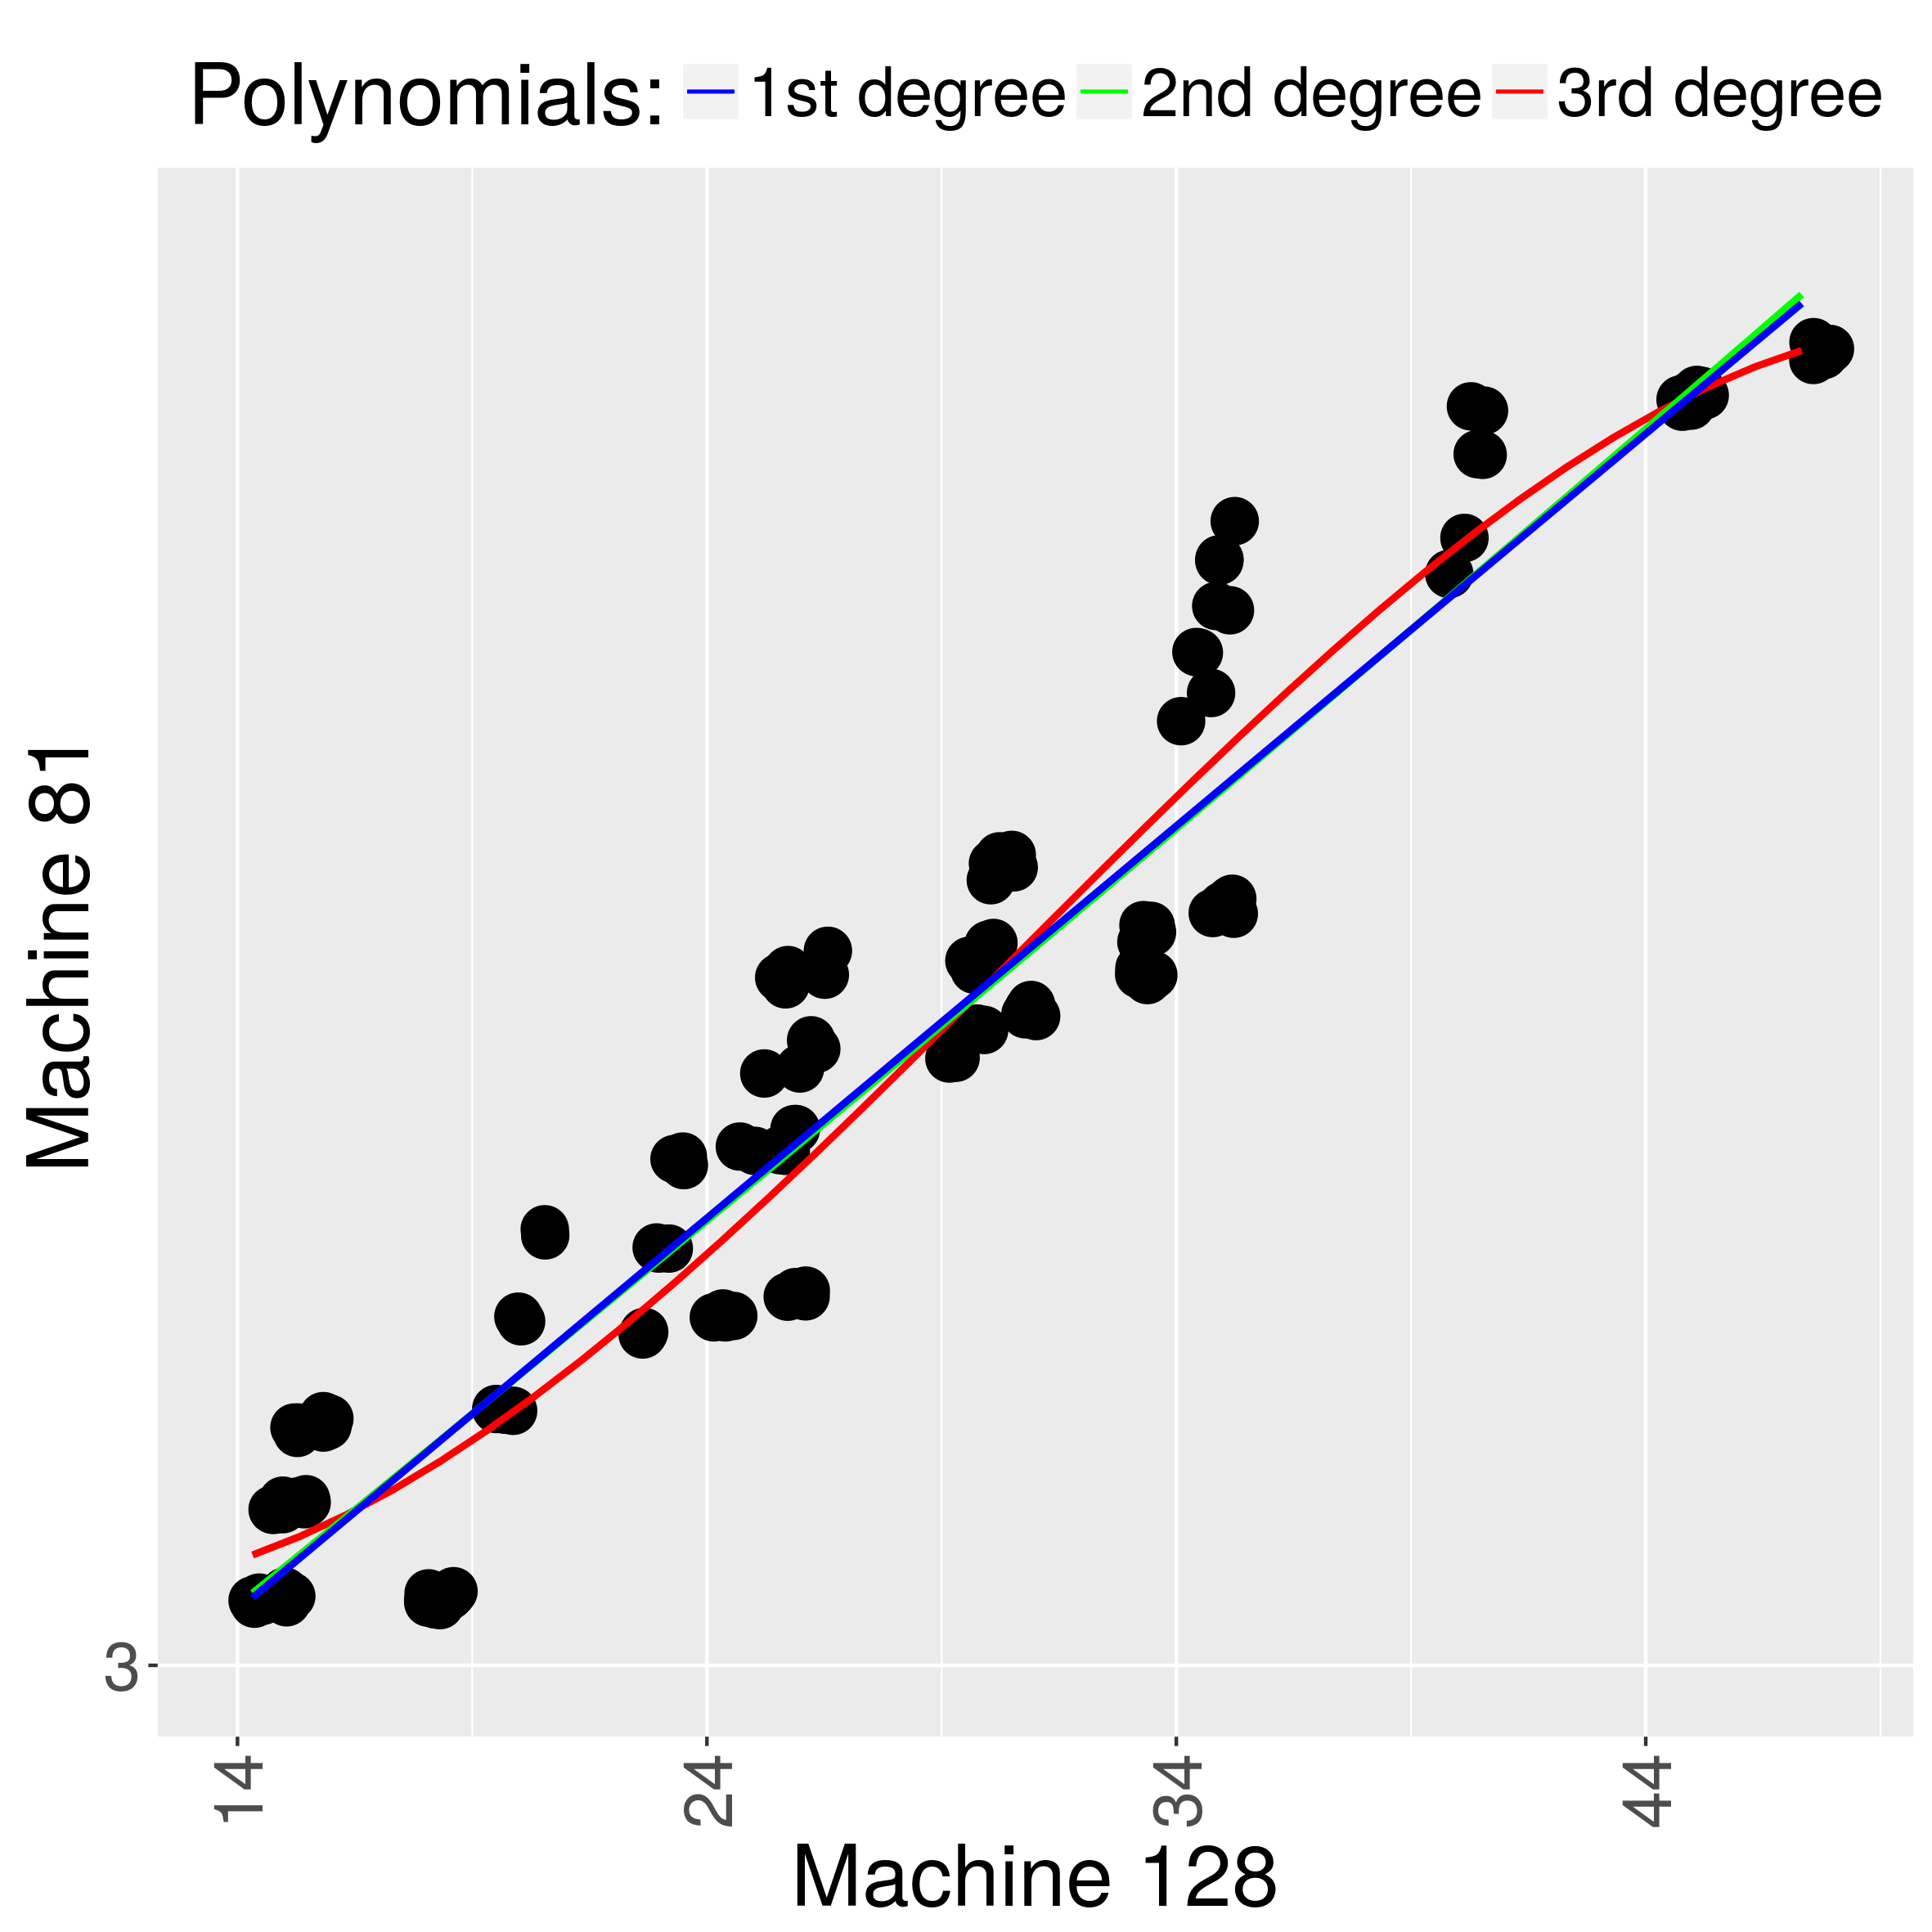 Polynomials: 1st degree 2nd degree 3rd degree
Machine 81
3
14 24 34 44
Machine 128